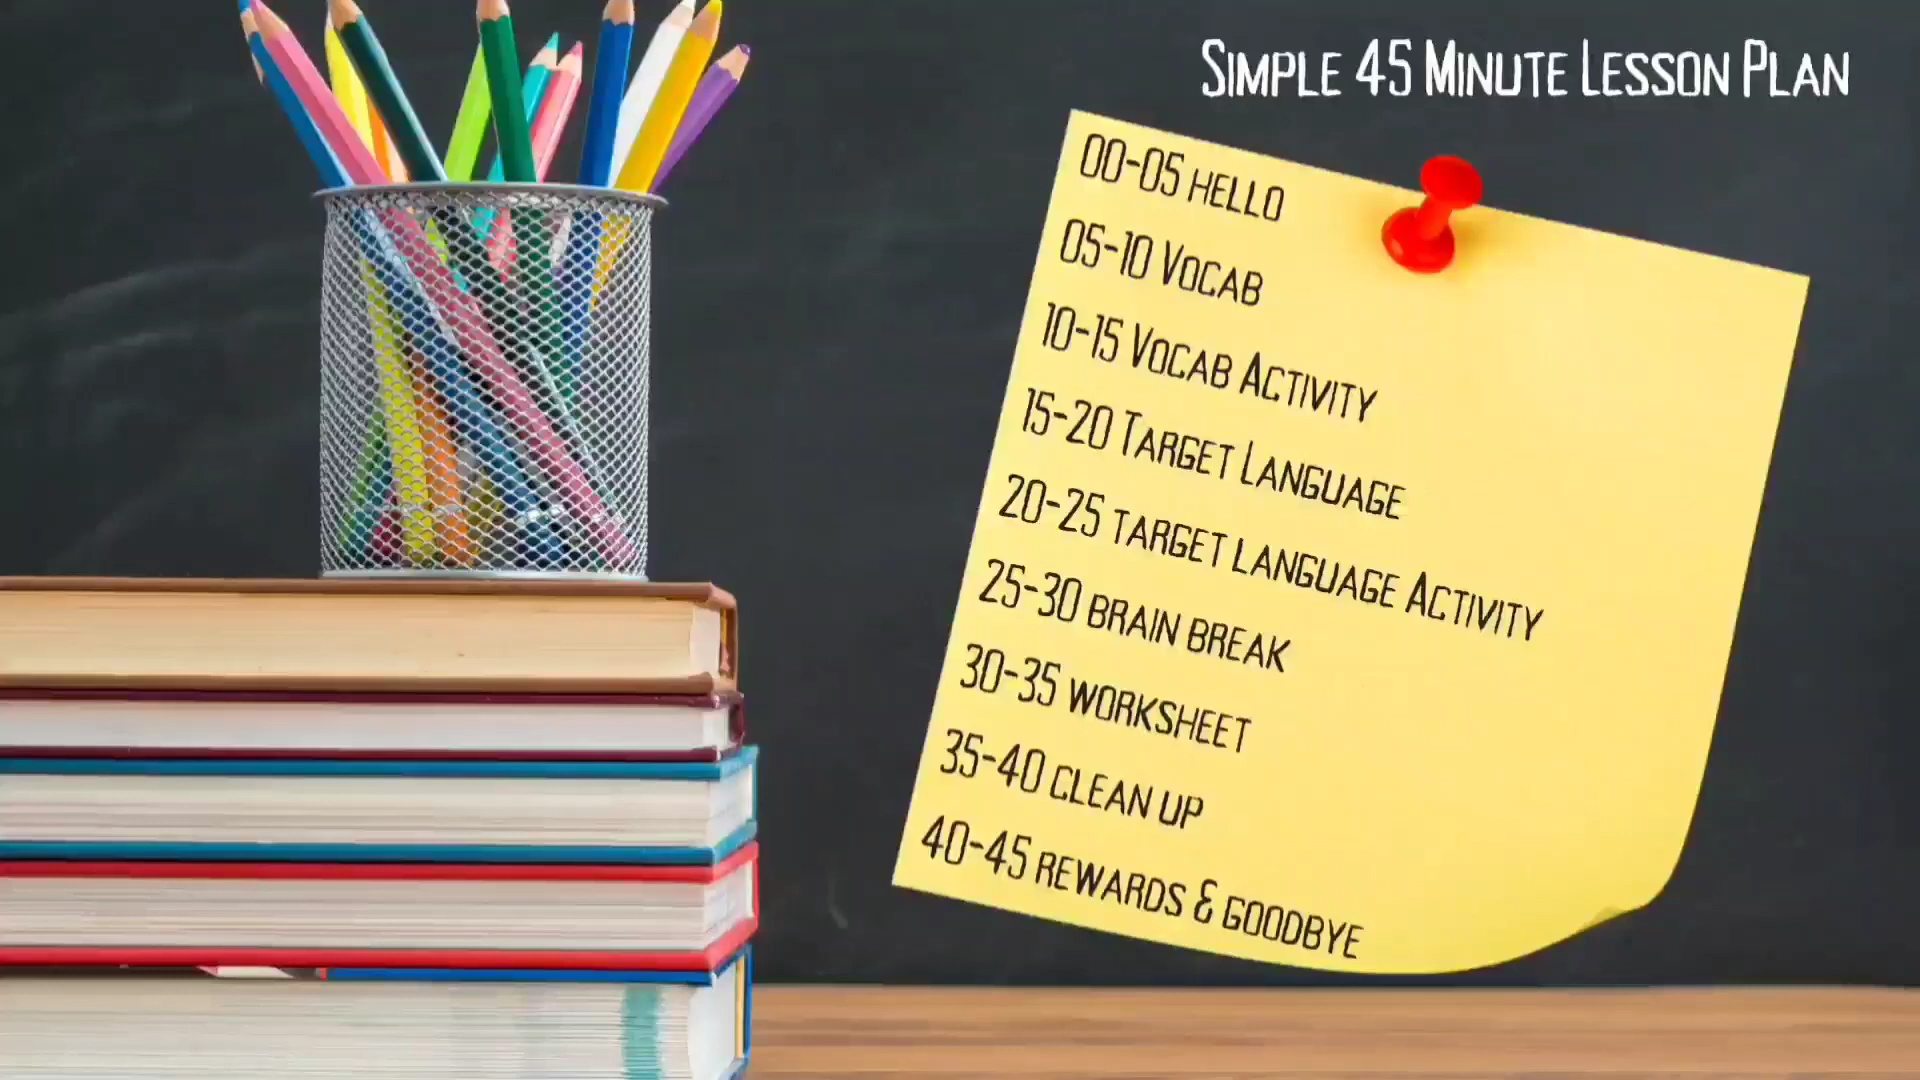 Simple 45 Minute Lesson Plan
00-05 hello
05-10 Vocab
10-15 Vocab Activity
15-20 Target Language
20-25 target language Activity
25-30 brain break
30-35 worksheet
35-40 clean up
40-45 rewards & goodbye